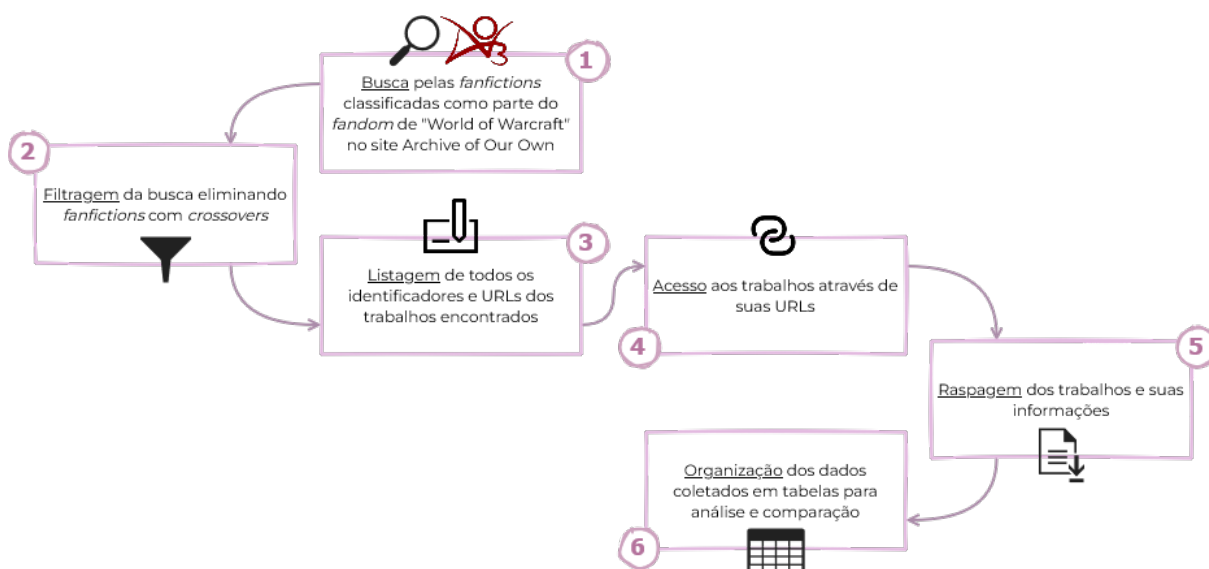 1
Busca pelas fanfictions
classificadas como parte do
fandom de "World of Warcraft"
no site Archive of Our Own
2
Filtragem da busca eliminando
fanfictions com crossovers
3
Listagem de todos os
identificadores e URLs dos
trabalhos encontrados
4
Acesso aos trabalhos através de
suas URLs
5
Raspagem dos trabalhos e suas
informações
6
Organização dos dados
coletados em tabelas para
análise e comparação